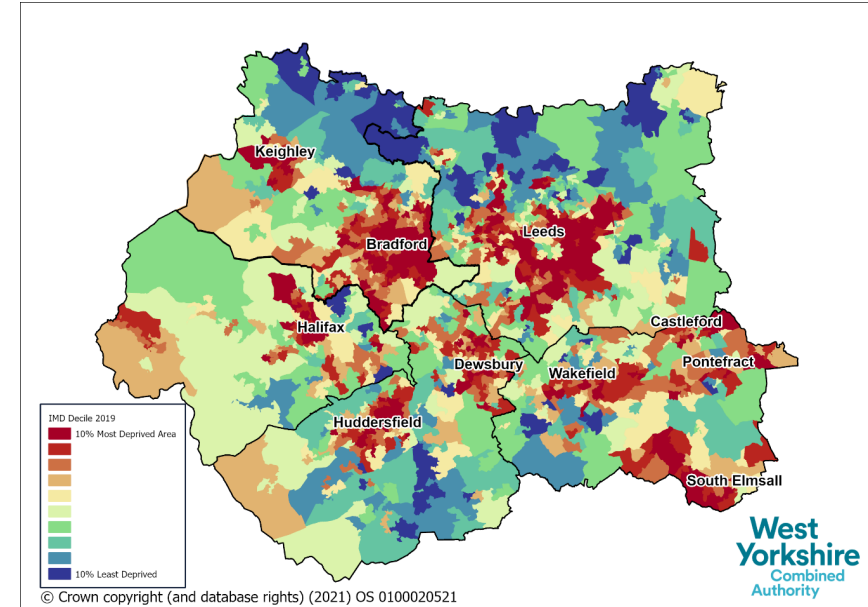 Keighley
Leeds
Bradford
Castleford
Halifax
Pontefract
Dewsbury
Wakefield
Huddersfield
South Elmsall
IMD Decile 2019
10% Most Deprived Area
10% Least Deprived
West
Yorkshire
Combined
Authority
© Crown copyright (and database rights) (2021) OS 0100020521